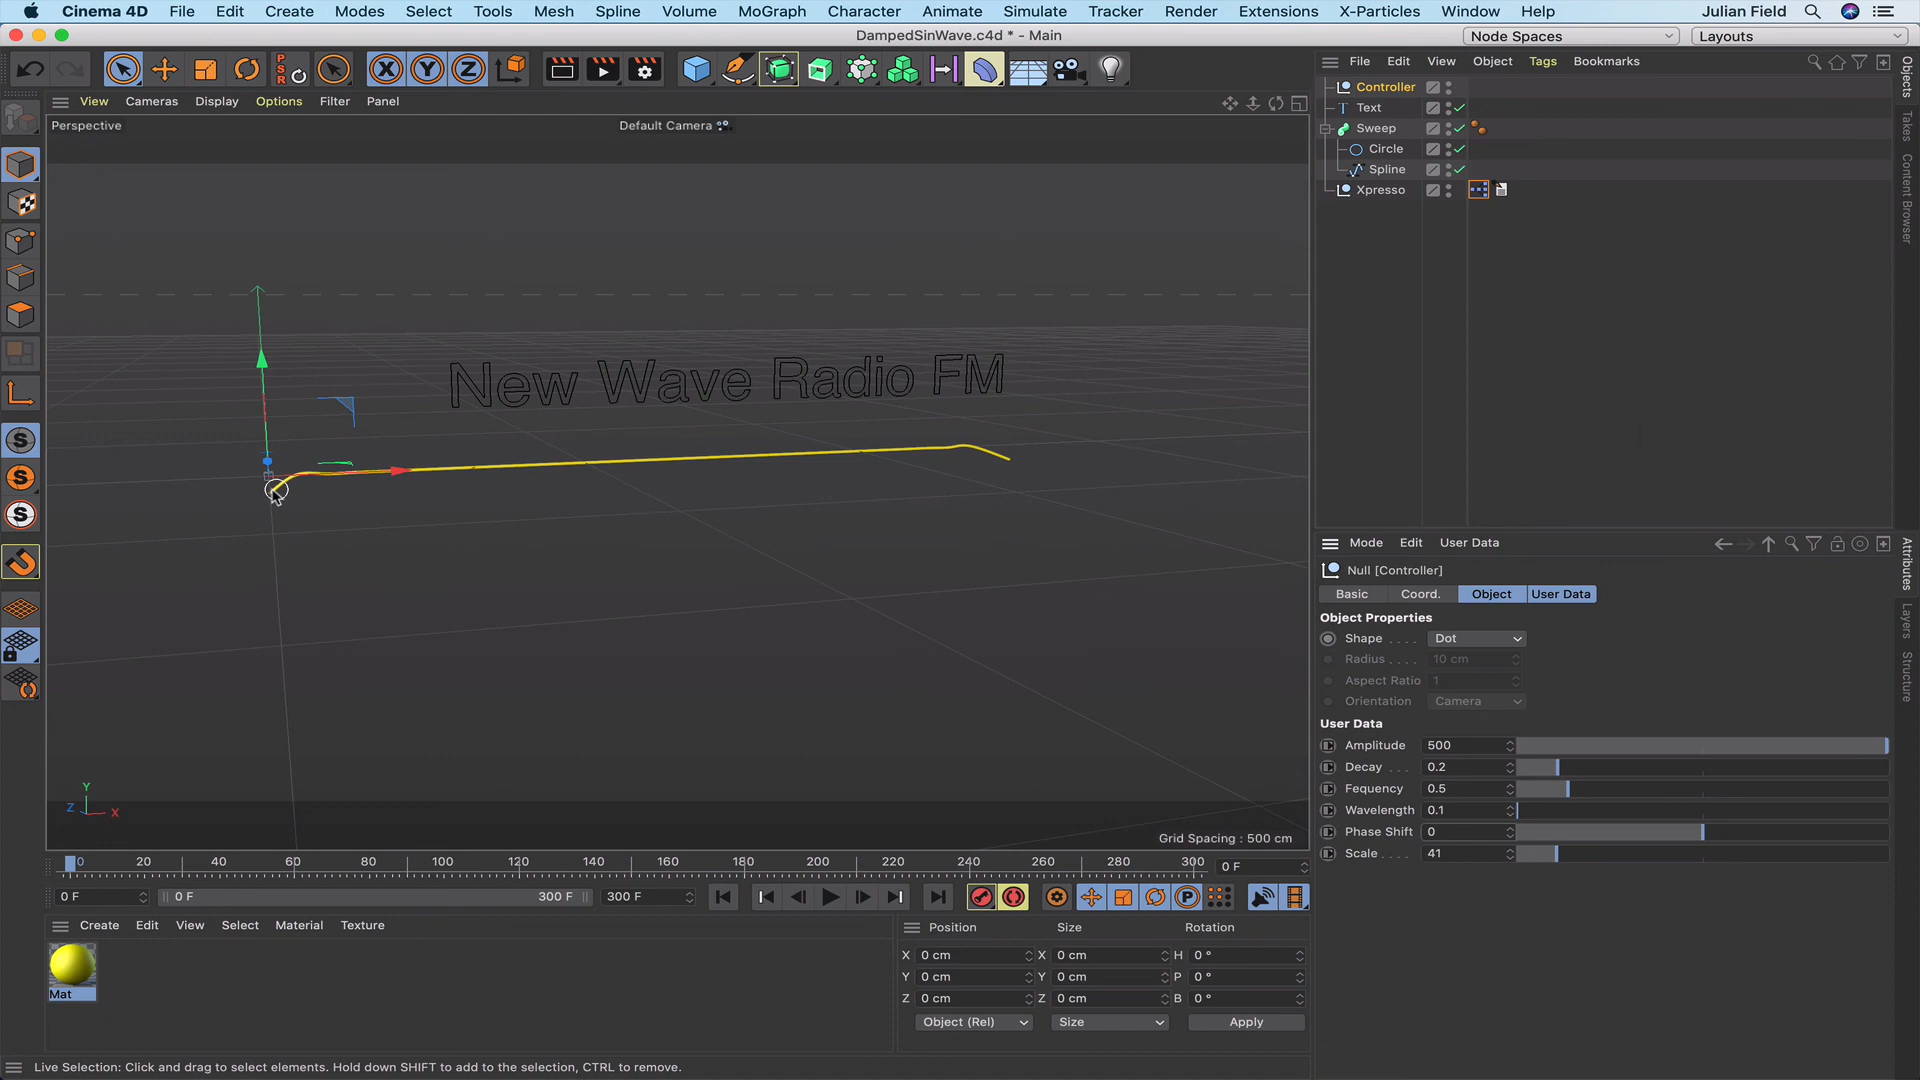 Cinema 4D File Edit Create Modes Select Tools Mesh Spline Volume MoGraph Character Animate Simulate Tracker Render Extensions X-Particles Window Help Julian Field
DampedSinWave.c4d * - Main
Node Spaces
Layouts
PSR
X Y Z
File Edit View Object Tags Bookmarks
View Cameras Display Options Filter Panel
Perspective
Default Camera
Controller
Text
Sweep
Circle
Spline
Xpresso
Objects
Takes
Content Browser
New Wave Radio FM
S
S
S
Mode Edit User Data
Null [Controller]
Basic Coord. Object User Data
Object Properties
Shape . . . . Dot
Radius . . . . 10 cm
Aspect Ratio 1
Orientation Camera
User Data
Amplitude 500
Decay . . . 0.2
Fequency 0.5
Wavelength 0.1
Phase Shift 0
Scale . . . . 41
Attributes
Layers
Structure
Y
Z X
Grid Spacing : 500 cm
0 20 40 60 80 100 120 140 160 180 200 220 240 260 280 300 0 F
0 F 0 F 300 F 300 F
P
Create Edit View Select Material Texture
Mat
Position Size Rotation
X 0 cm X 0 cm H 0 °
Y 0 cm Y 0 cm P 0 °
Z 0 cm Z 0 cm B 0 °
Object (Rel) Size Apply
Live Selection: Click and drag to select elements. Hold down SHIFT to add to the selection, CTRL to remove.